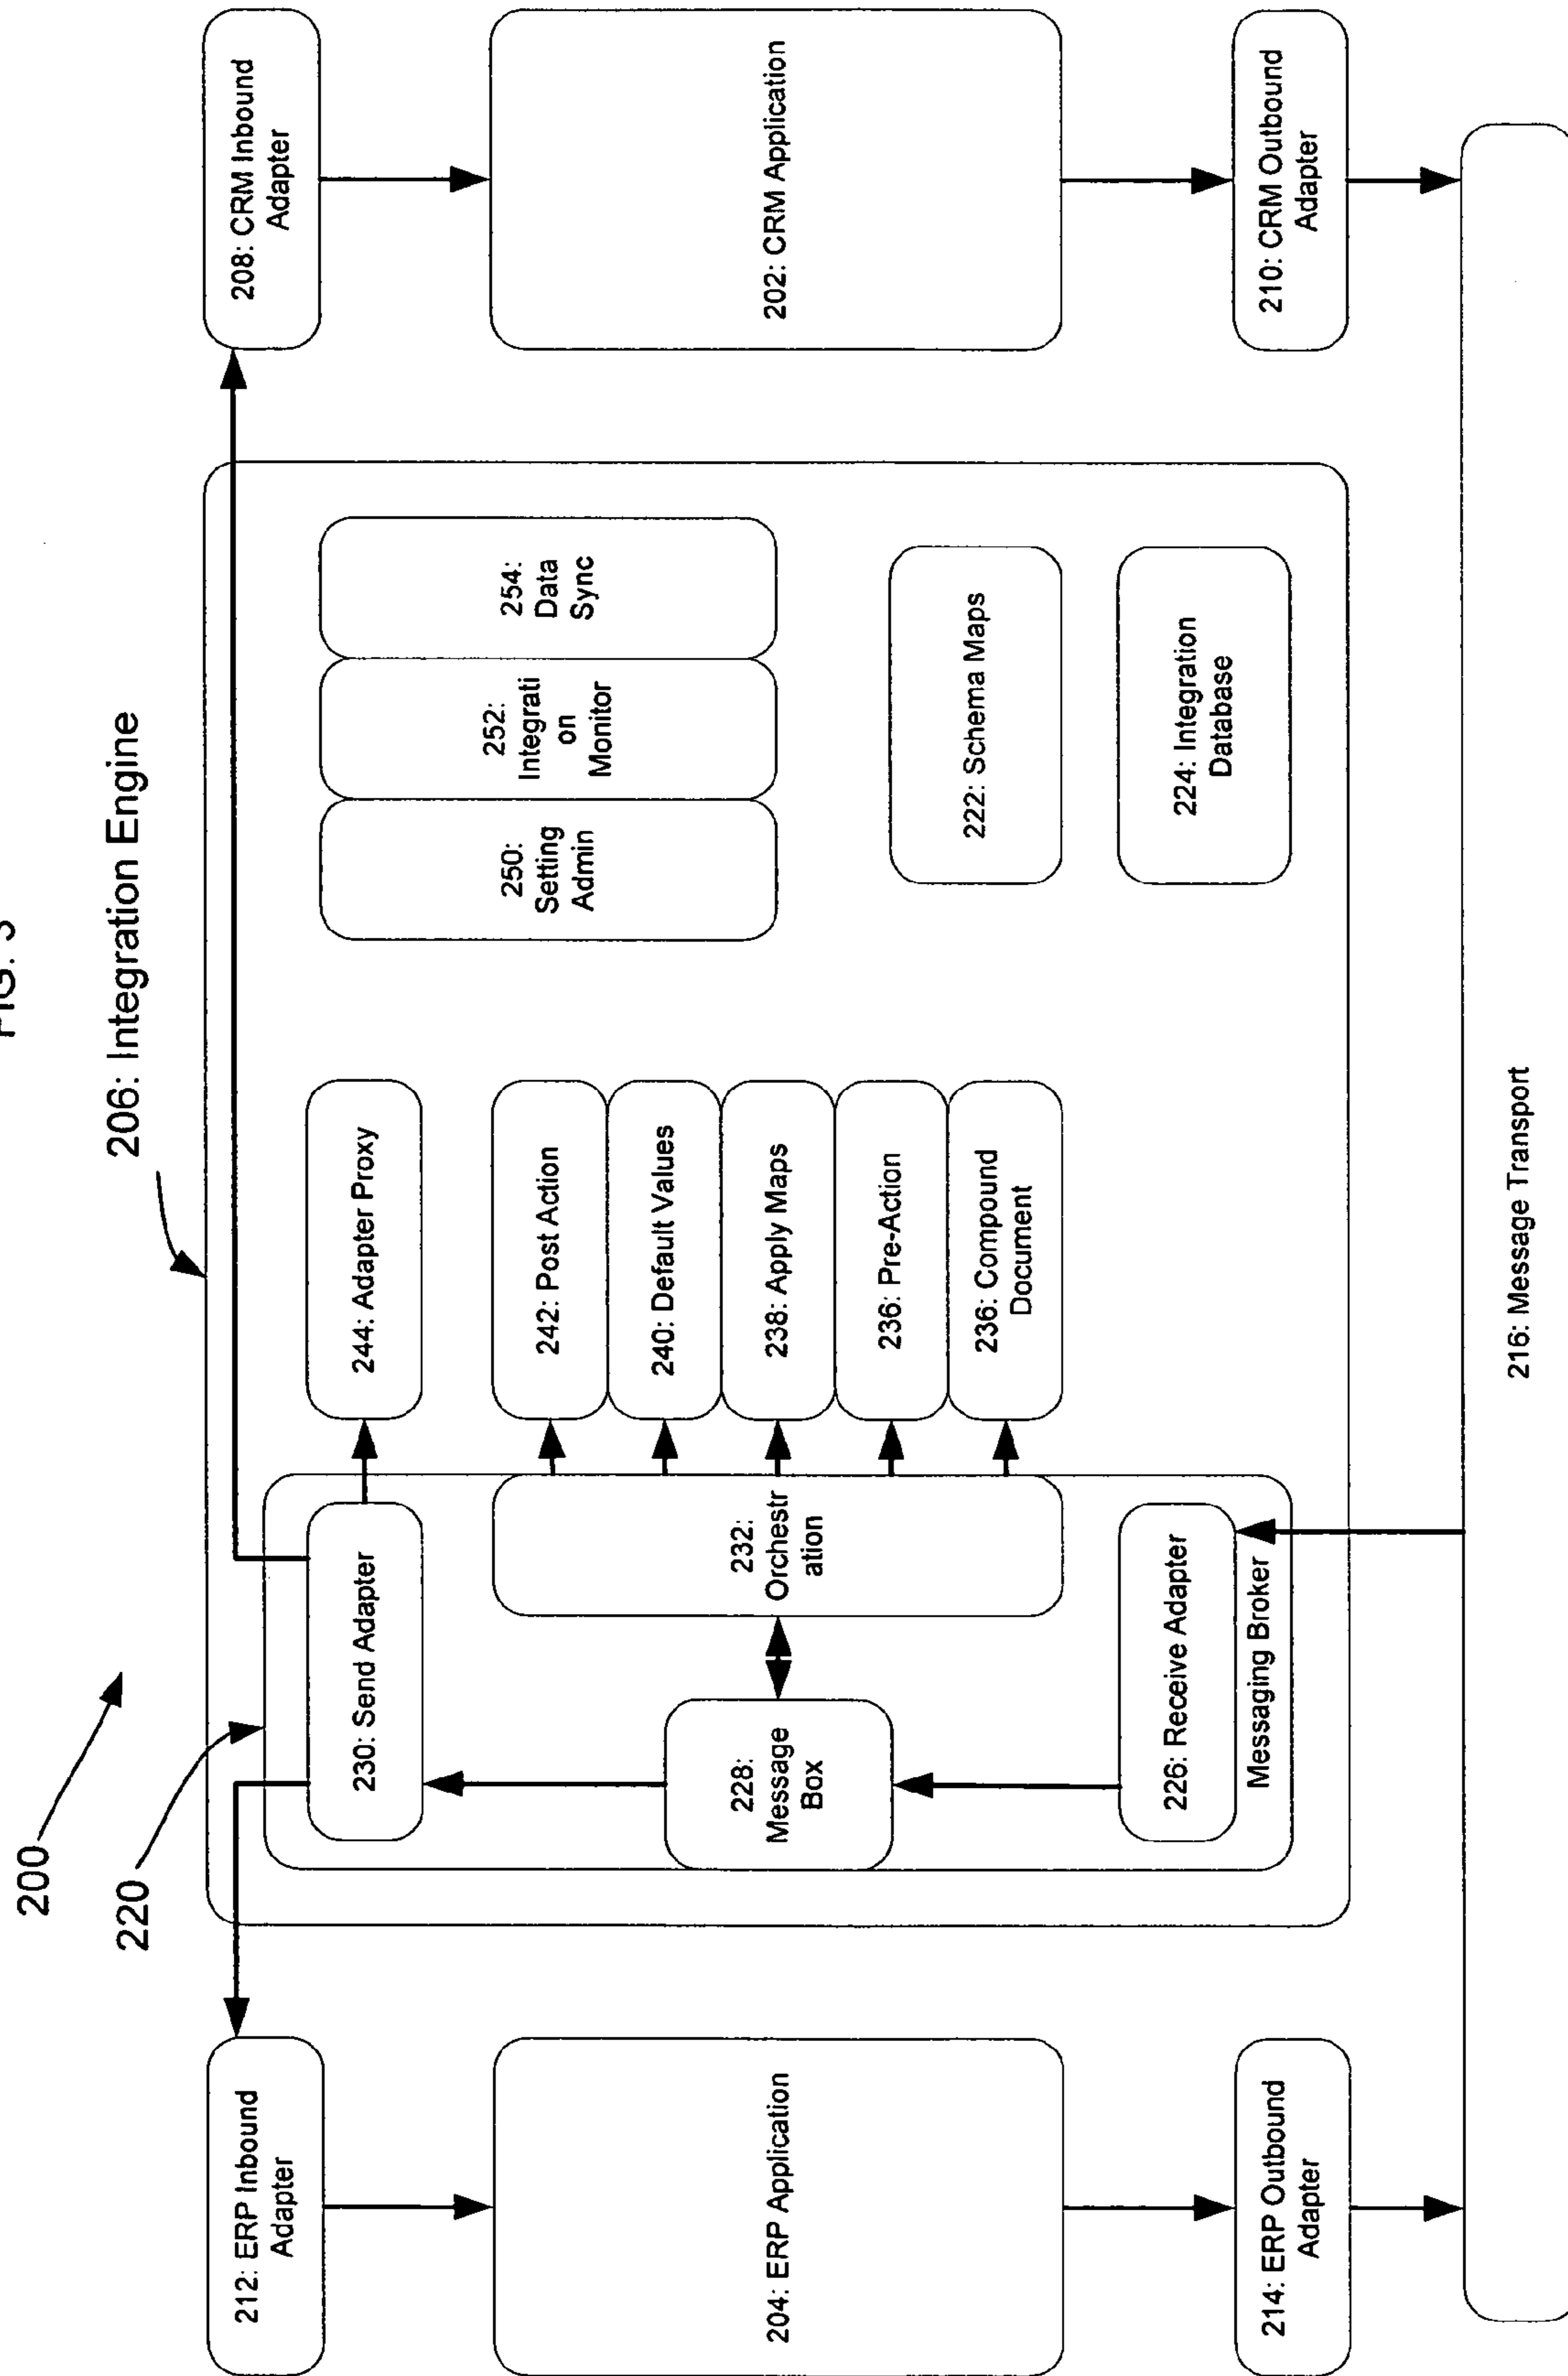 FIG.
200
220
206: Integration Engine
212: ERP Inbound
Adapter
204: ERP Application
214: ERP Outbound
Adapter
230: Send Adapter
228:
Message
Box
232:
Orchestr
ation
226: Receive Adapter
Messaging Broker
244: Adapter Proxy
242: Post Action
240: Default Values
238: Apply Maps
236: Pre-Action
236: Compound
Document
250:
Setting
Admin
252:
Integrati
on
Monitor
254:
Data
Sync
222: Schema Maps
224: Integration
Database
208: CRM Inbound
Adapter
202: CRM Application
210: CRM Outbound
Adapter
216: Message Transport